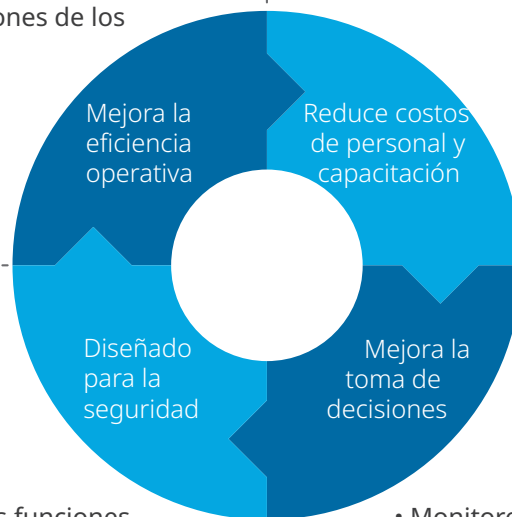 ones de los
Mejora la
eficiencia
operativa
Reduce costos
de personal y
capacitación
Diseñado
para la
seguridad
Mejora la
toma de
decisiones
funciones
• Monitore